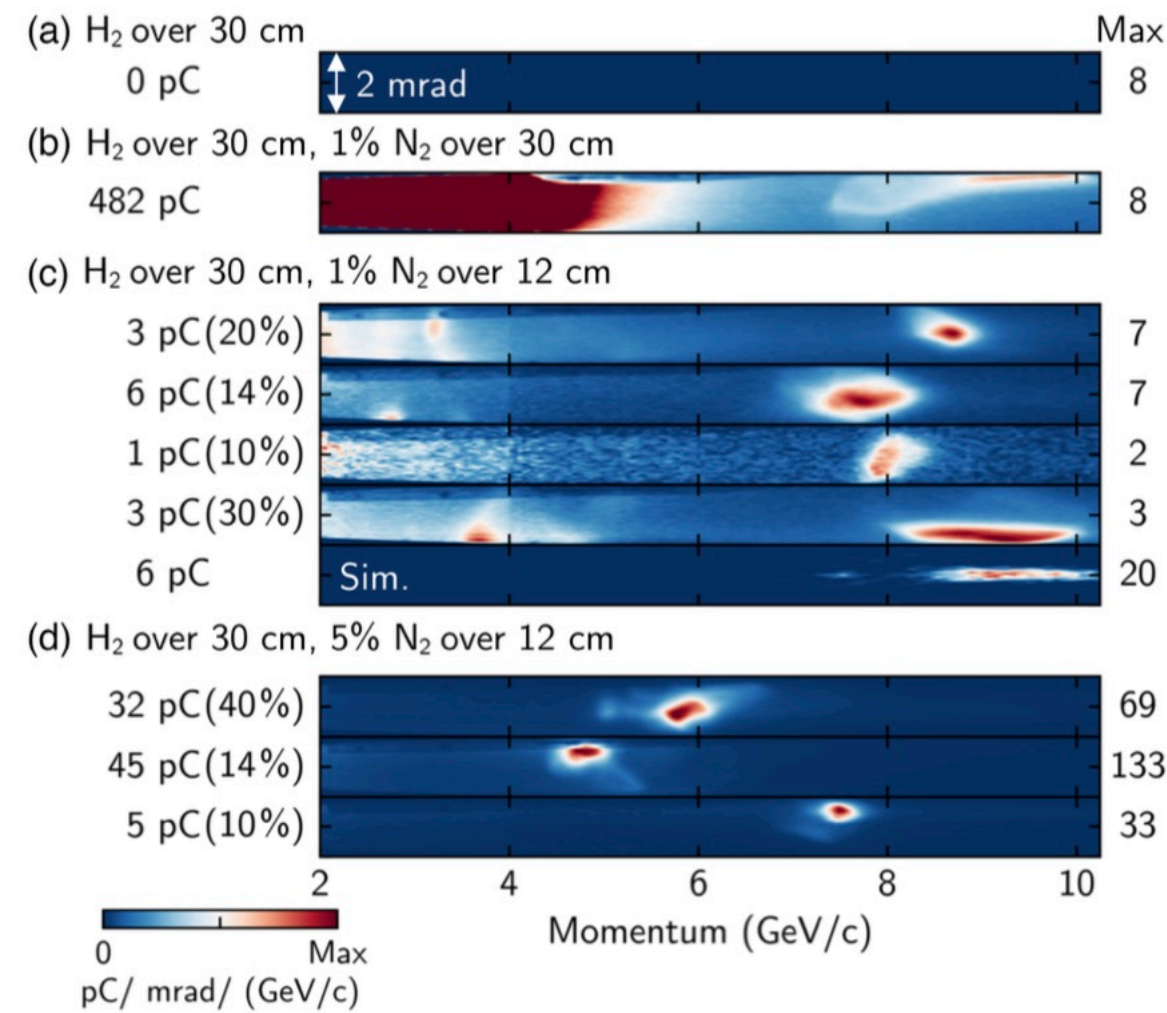 (a) H₂ over 30 cm Max
0 pC 2 mrad 8
(b) H₂ over 30 cm, 1% N₂ over 30 cm
482 pC 8
(c) H₂ over 30 cm, 1% N₂ over 12 cm
3 pC(20%) 7
6 pC(14%) 7
1 pC(10%) 2
3 pC(30%) 3
6 pC Sim. 20
(d) H₂ over 30 cm, 5% N₂ over 12 cm
32 pC(40%) 69
45 pC(14%) 133
5 pC(10%) 33
2 4 6 8 10
Momentum (GeV/c)
0 Max
pC/ mrad/ (GeV/c)